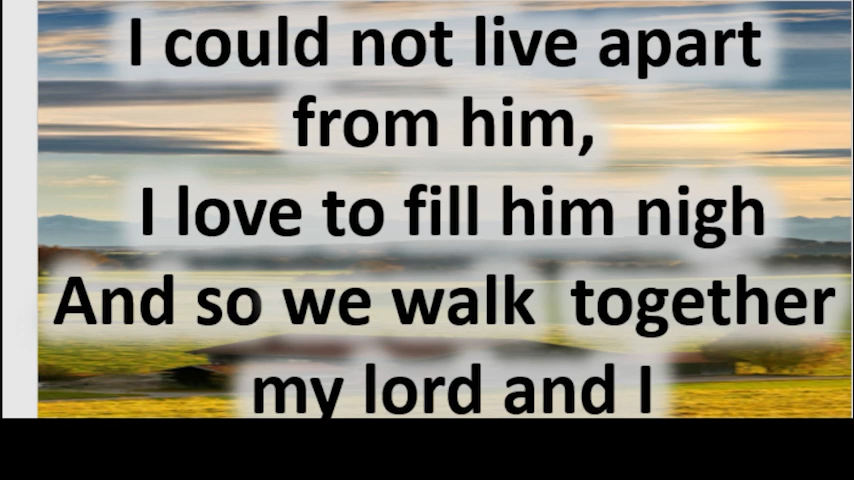 I could not live apart
from him,
I love to fill him nigh
And so we walk  together
my lord and I